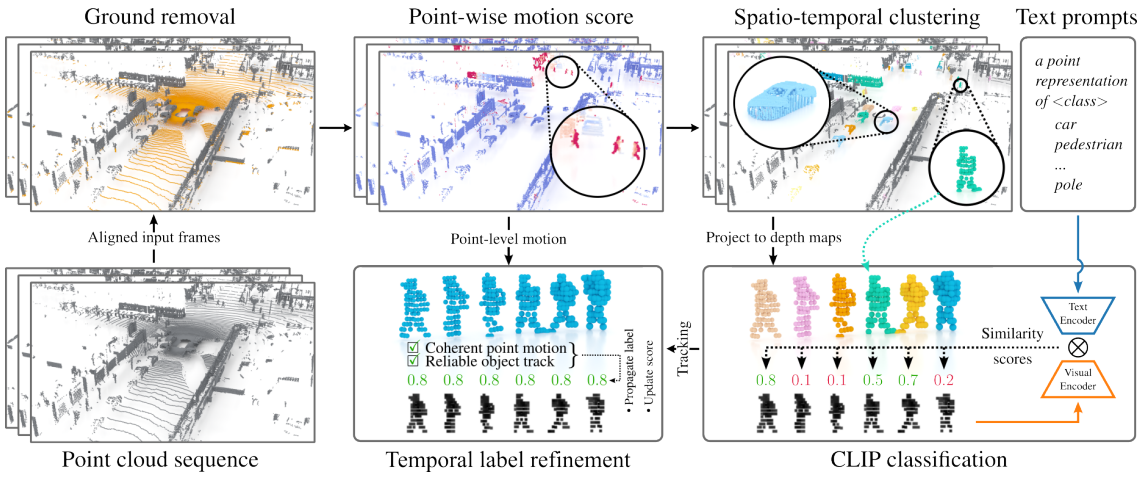 Ground removal
Point-wise motion score
Spatio-temporal clustering
Text prompts
a point
representation
of <class>
car
pedestrian
...
pole
Aligned input frames
Point-level motion
Project to depth maps
Coherent point motion
Reliable object track
0.8 0.8 0.8 0.8 0.8 0.8
• Propagate label
• Update score
Tracking
Similarity
scores
0.8 0.1 0.1 0.5 0.7 0.2
Text
Encoder
Visual
Encoder
Point cloud sequence
Temporal label refinement
CLIP classification